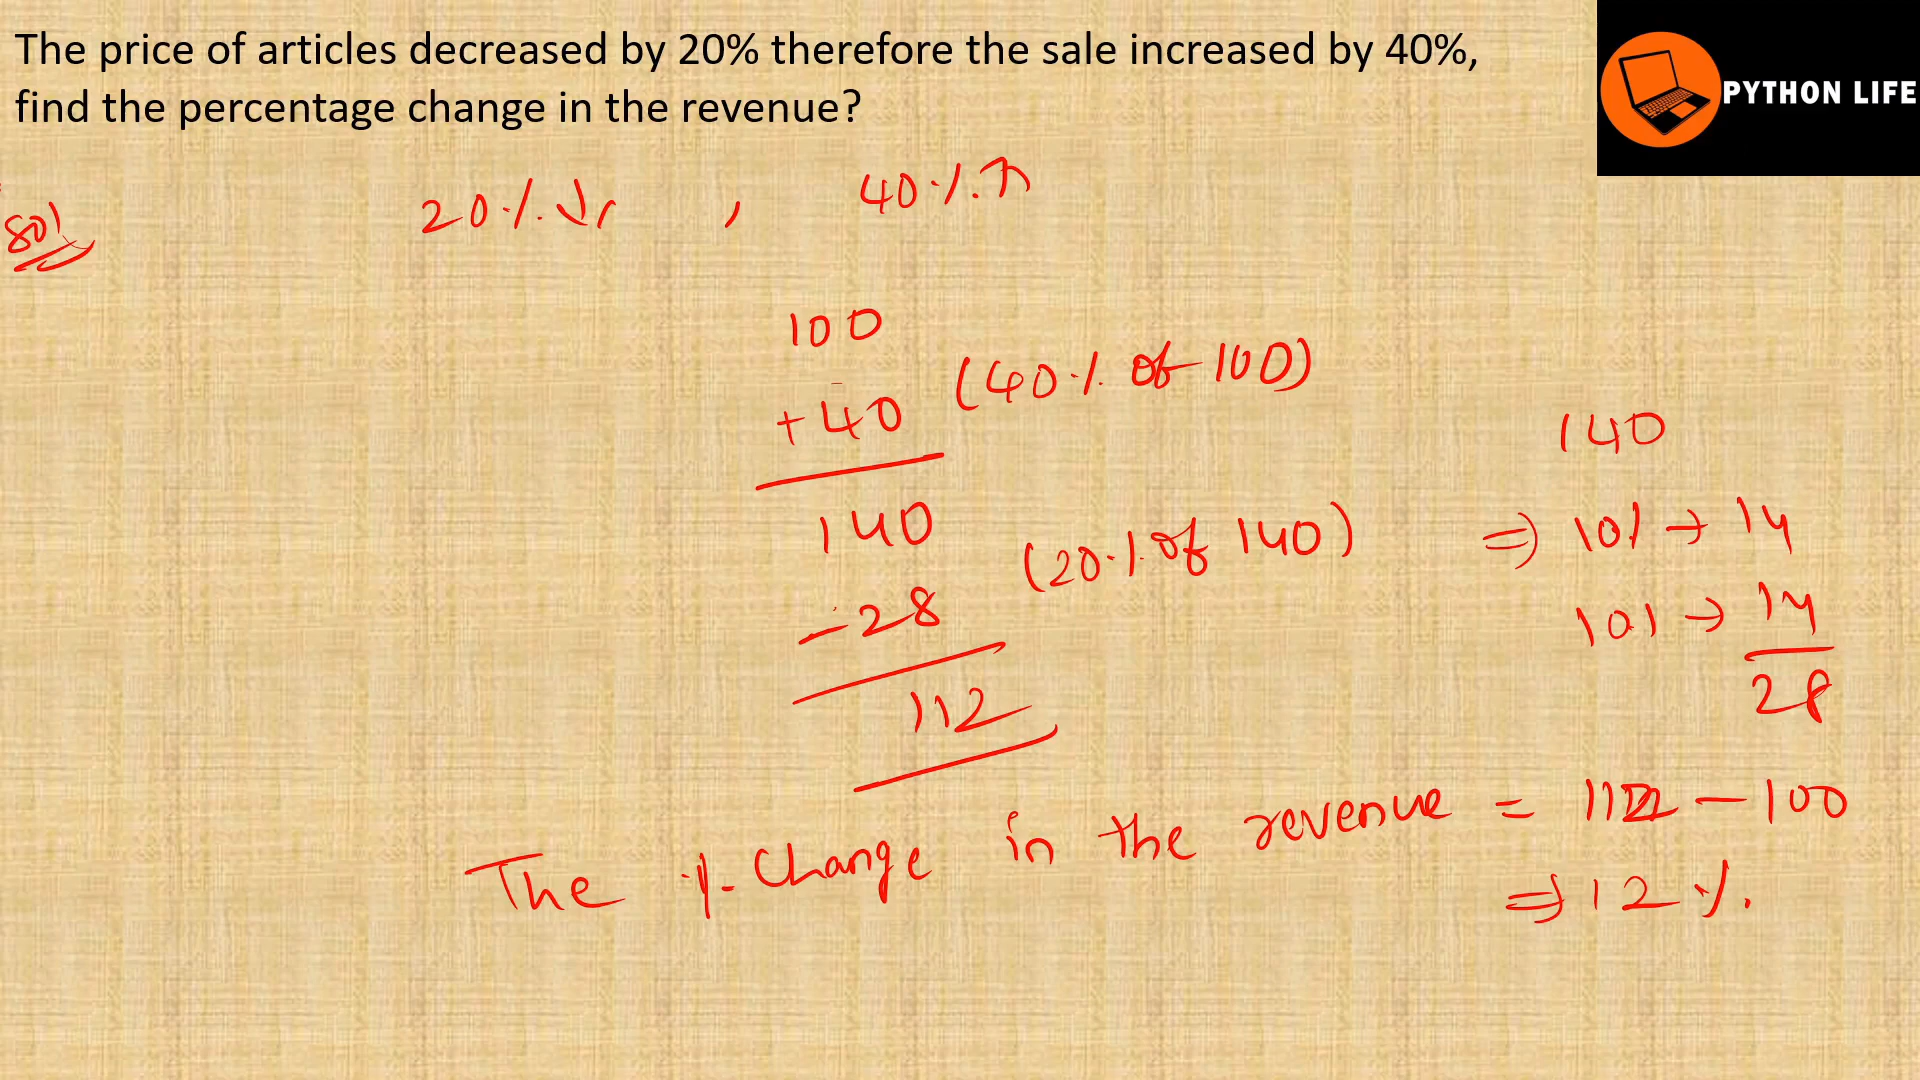 The price of articles decreased by 20% therefore the sale increased by 40%,
find the percentage change in the revenue?
PYTHON LIFE
Sol
20% ↓, 40% ↑
100
+40 (40% of 100)
140
-28 (20% of 140)
112
140
⇒ 10% → 14
10% → 14
28
The % change in the revenue = 112 - 100
⇒ 12%.